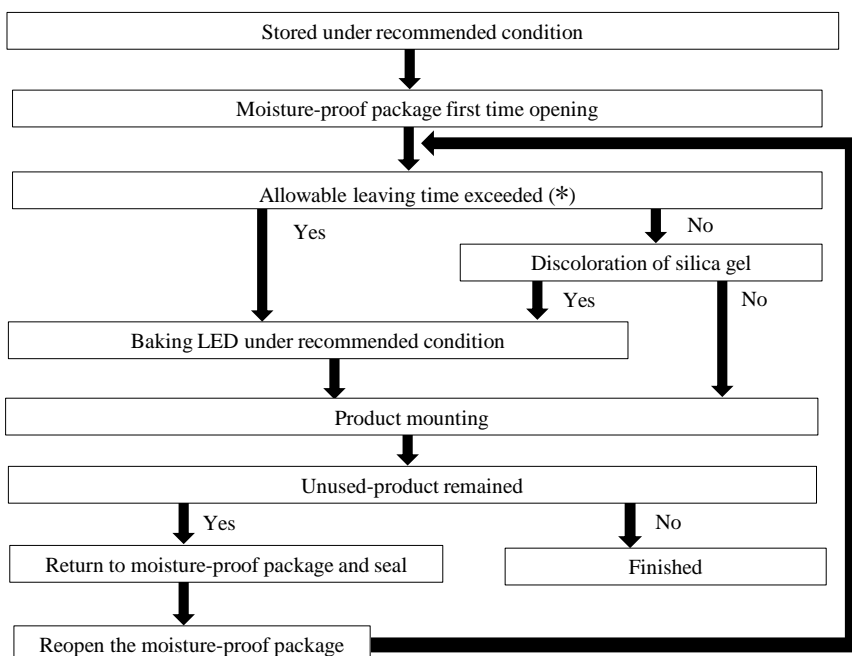 Stored under recommended condition
Moisture-proof package first time opening
Allowable leaving time exceeded (*)
Yes
No
Discoloration of silica gel
Yes
No
Baking LED under recommended condition
Product mounting
Unused-product remained
Yes
No
Return to moisture-proof package and seal
Finished
Reopen the moisture-proof package